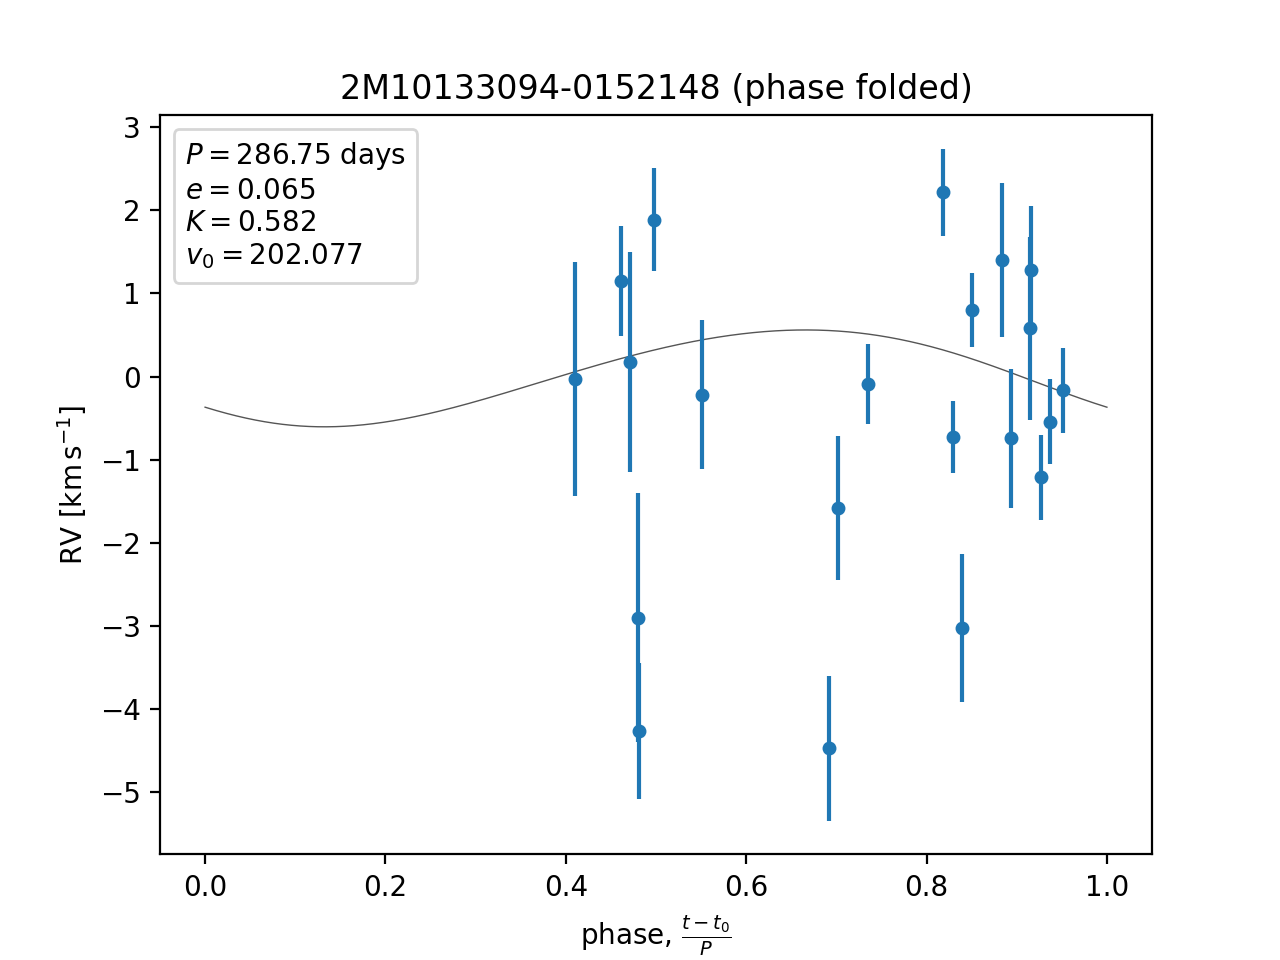 2M10133094-0152148 (phase folded)
P = 286.75 days
e = 0.065
K = 0.582
v₀ = 202.077
3
2
1
0
−1
−2
−3
−4
−5
RV [km s⁻¹]
0.0 0.2 0.4 0.6 0.8 1.0
phase, (t − t₀)/P